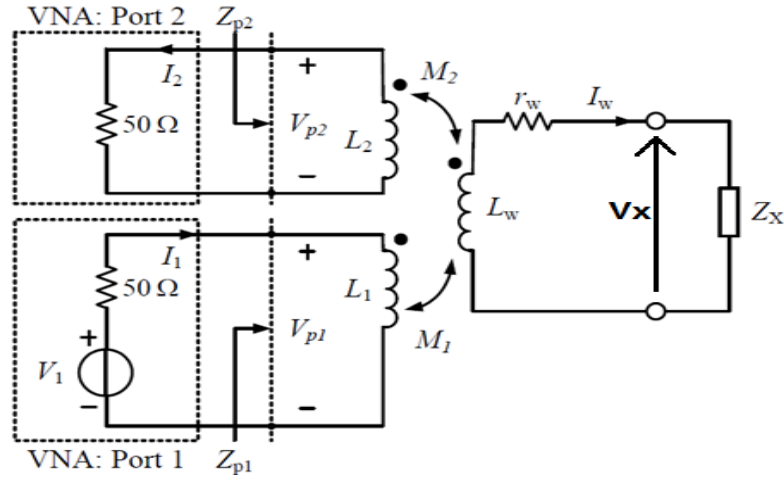 VNA: Port 2
Zp2
I2
50 Ω
+
Vp2
−
L2
M2
rw
Iw
Lw
Vx
ZX
I1
50 Ω
+
V1
−
+
Vp1
−
L1
M1
VNA: Port 1
Zp1